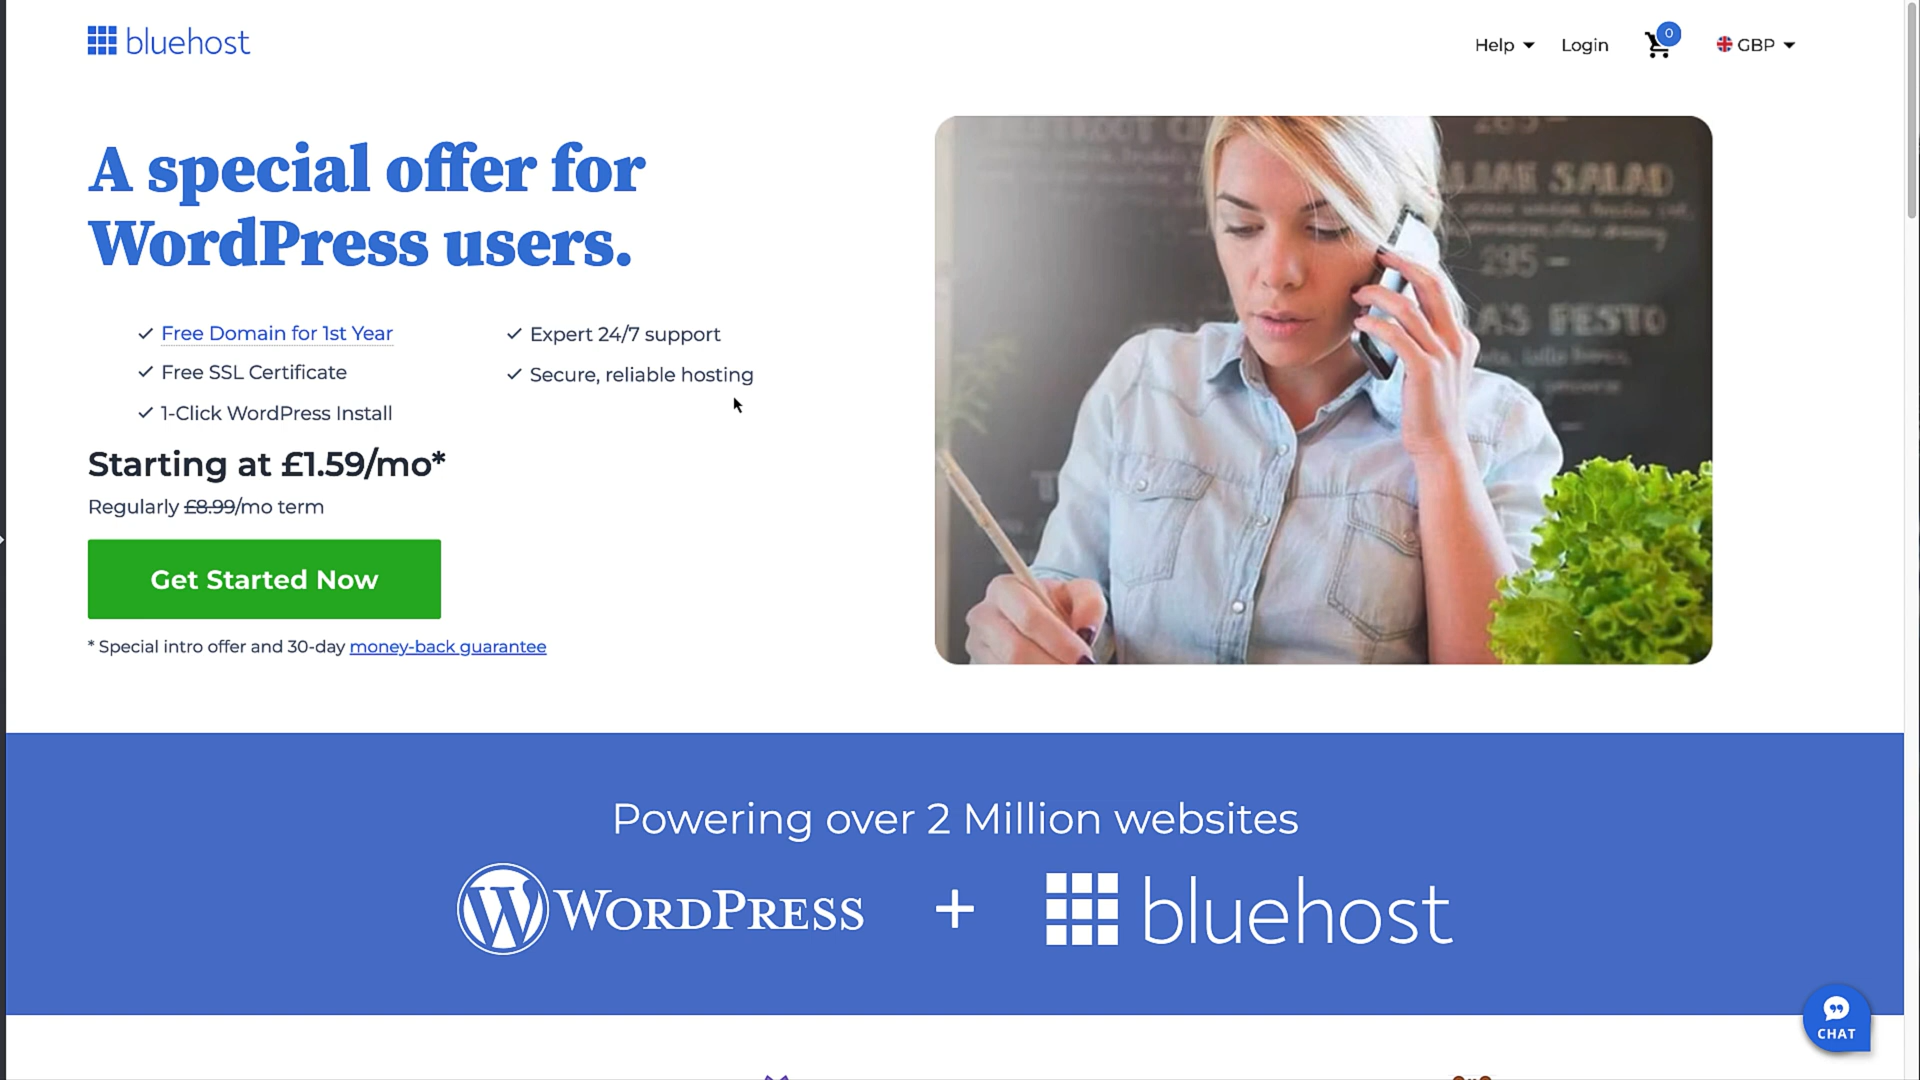 bluehost
Help
Login
0
GBP
A special offer for
WordPress users.
Free Domain for 1st Year
Expert 24/7 support
Free SSL Certificate
Secure, reliable hosting
1-Click WordPress Install
Starting at £1.59/mo*
Regularly £8.99/mo term
Get Started Now
* Special intro offer and 30-day money-back guarantee
SALAD
295 -
Powering over 2 Million websites
WORDPRESS + bluehost
CHAT